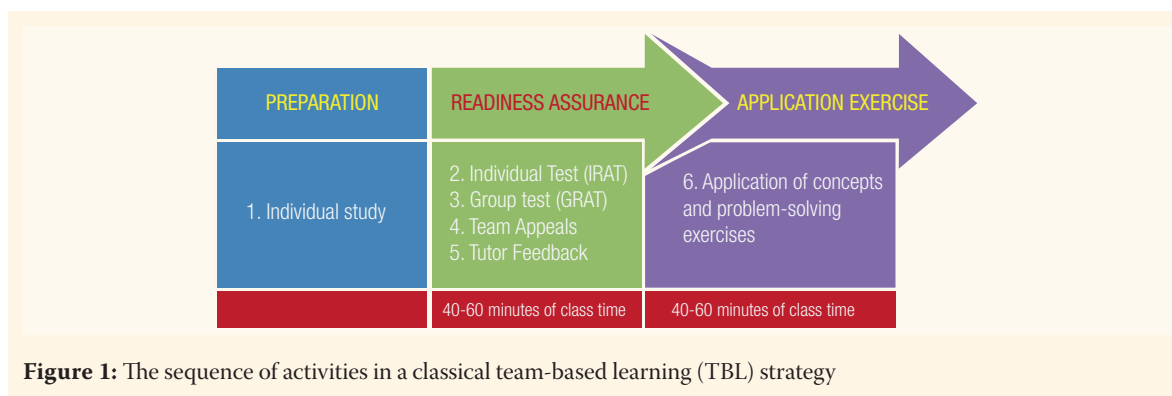 PREPARATION
READINESS ASSURANCE
APPLICATION EXERCISE
1. Individual study
2. Individual Test (IRAT)
3. Group test (GRAT)
4. Team Appeals
5. Tutor Feedback
6. Application of concepts
and problem-solving
exercises
40-60 minutes of class time
40-60 minutes of class time
Figure 1: The sequence of activities in a classical team-based learning (TBL) strategy